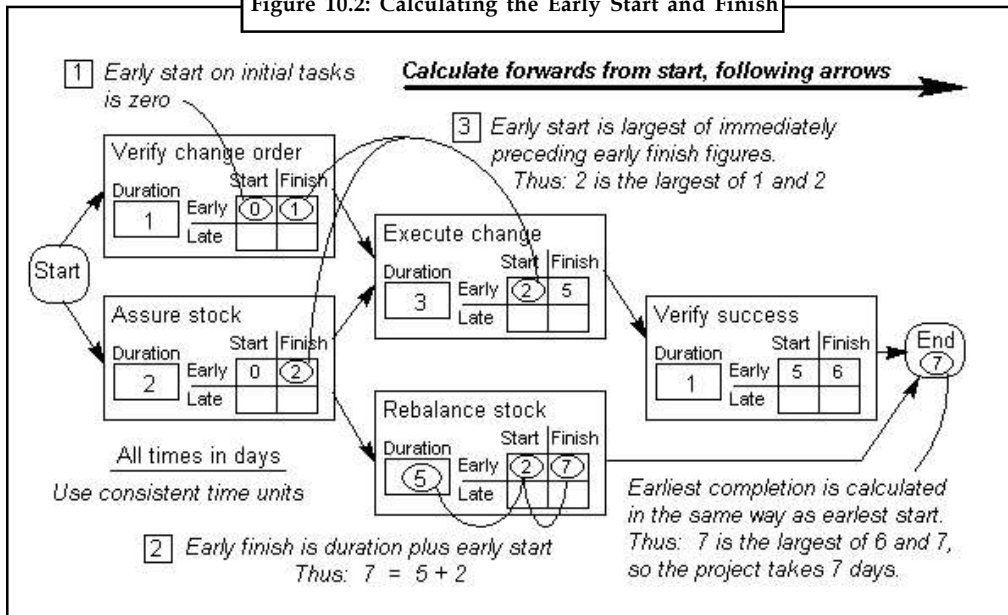 Figure 10.2: Calculating the Early Start and Finish
1 Early start on initial tasks
is zero
Calculate forwards from start, following arrows
3 Early start is largest of immediately
preceding early finish figures.
Thus: 2 is the largest of 1 and 2
Start
Verify change order
Start Finish
Duration
1
Early 0 1
Late
Assure stock
Start Finish
Duration
2
Early 0 2
Late
Execute change
Start Finish
Duration
3
Early 2 5
Late
Rebalance stock
Start Finish
Duration
5
Early 2 7
Late
Verify success
Start Finish
Duration
1
Early 5 6
Late
End
7
All times in days
Use consistent time units
2 Early finish is duration plus early start
Thus: 7 = 5 + 2
Earliest completion is calculated
in the same way as earlest start.
Thus: 7 is the largest of 6 and 7,
so the project takes 7 days.